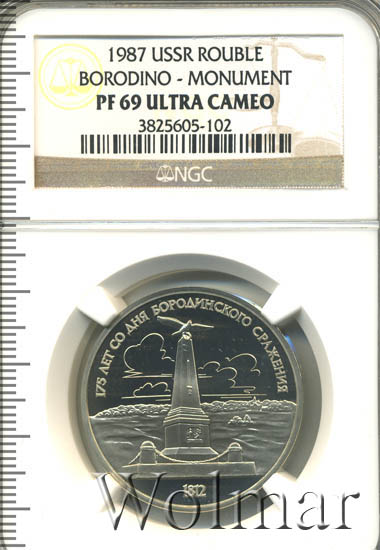 1987 USSR ROUBLE
BORODINO - MONUMENT
PF 69 ULTRA CAMEO
3825605-102
NGC
175 ЛЕТ СО ДНЯ БОРОДИНСКОГО СРАЖЕНИЯ
1812
Wolmar